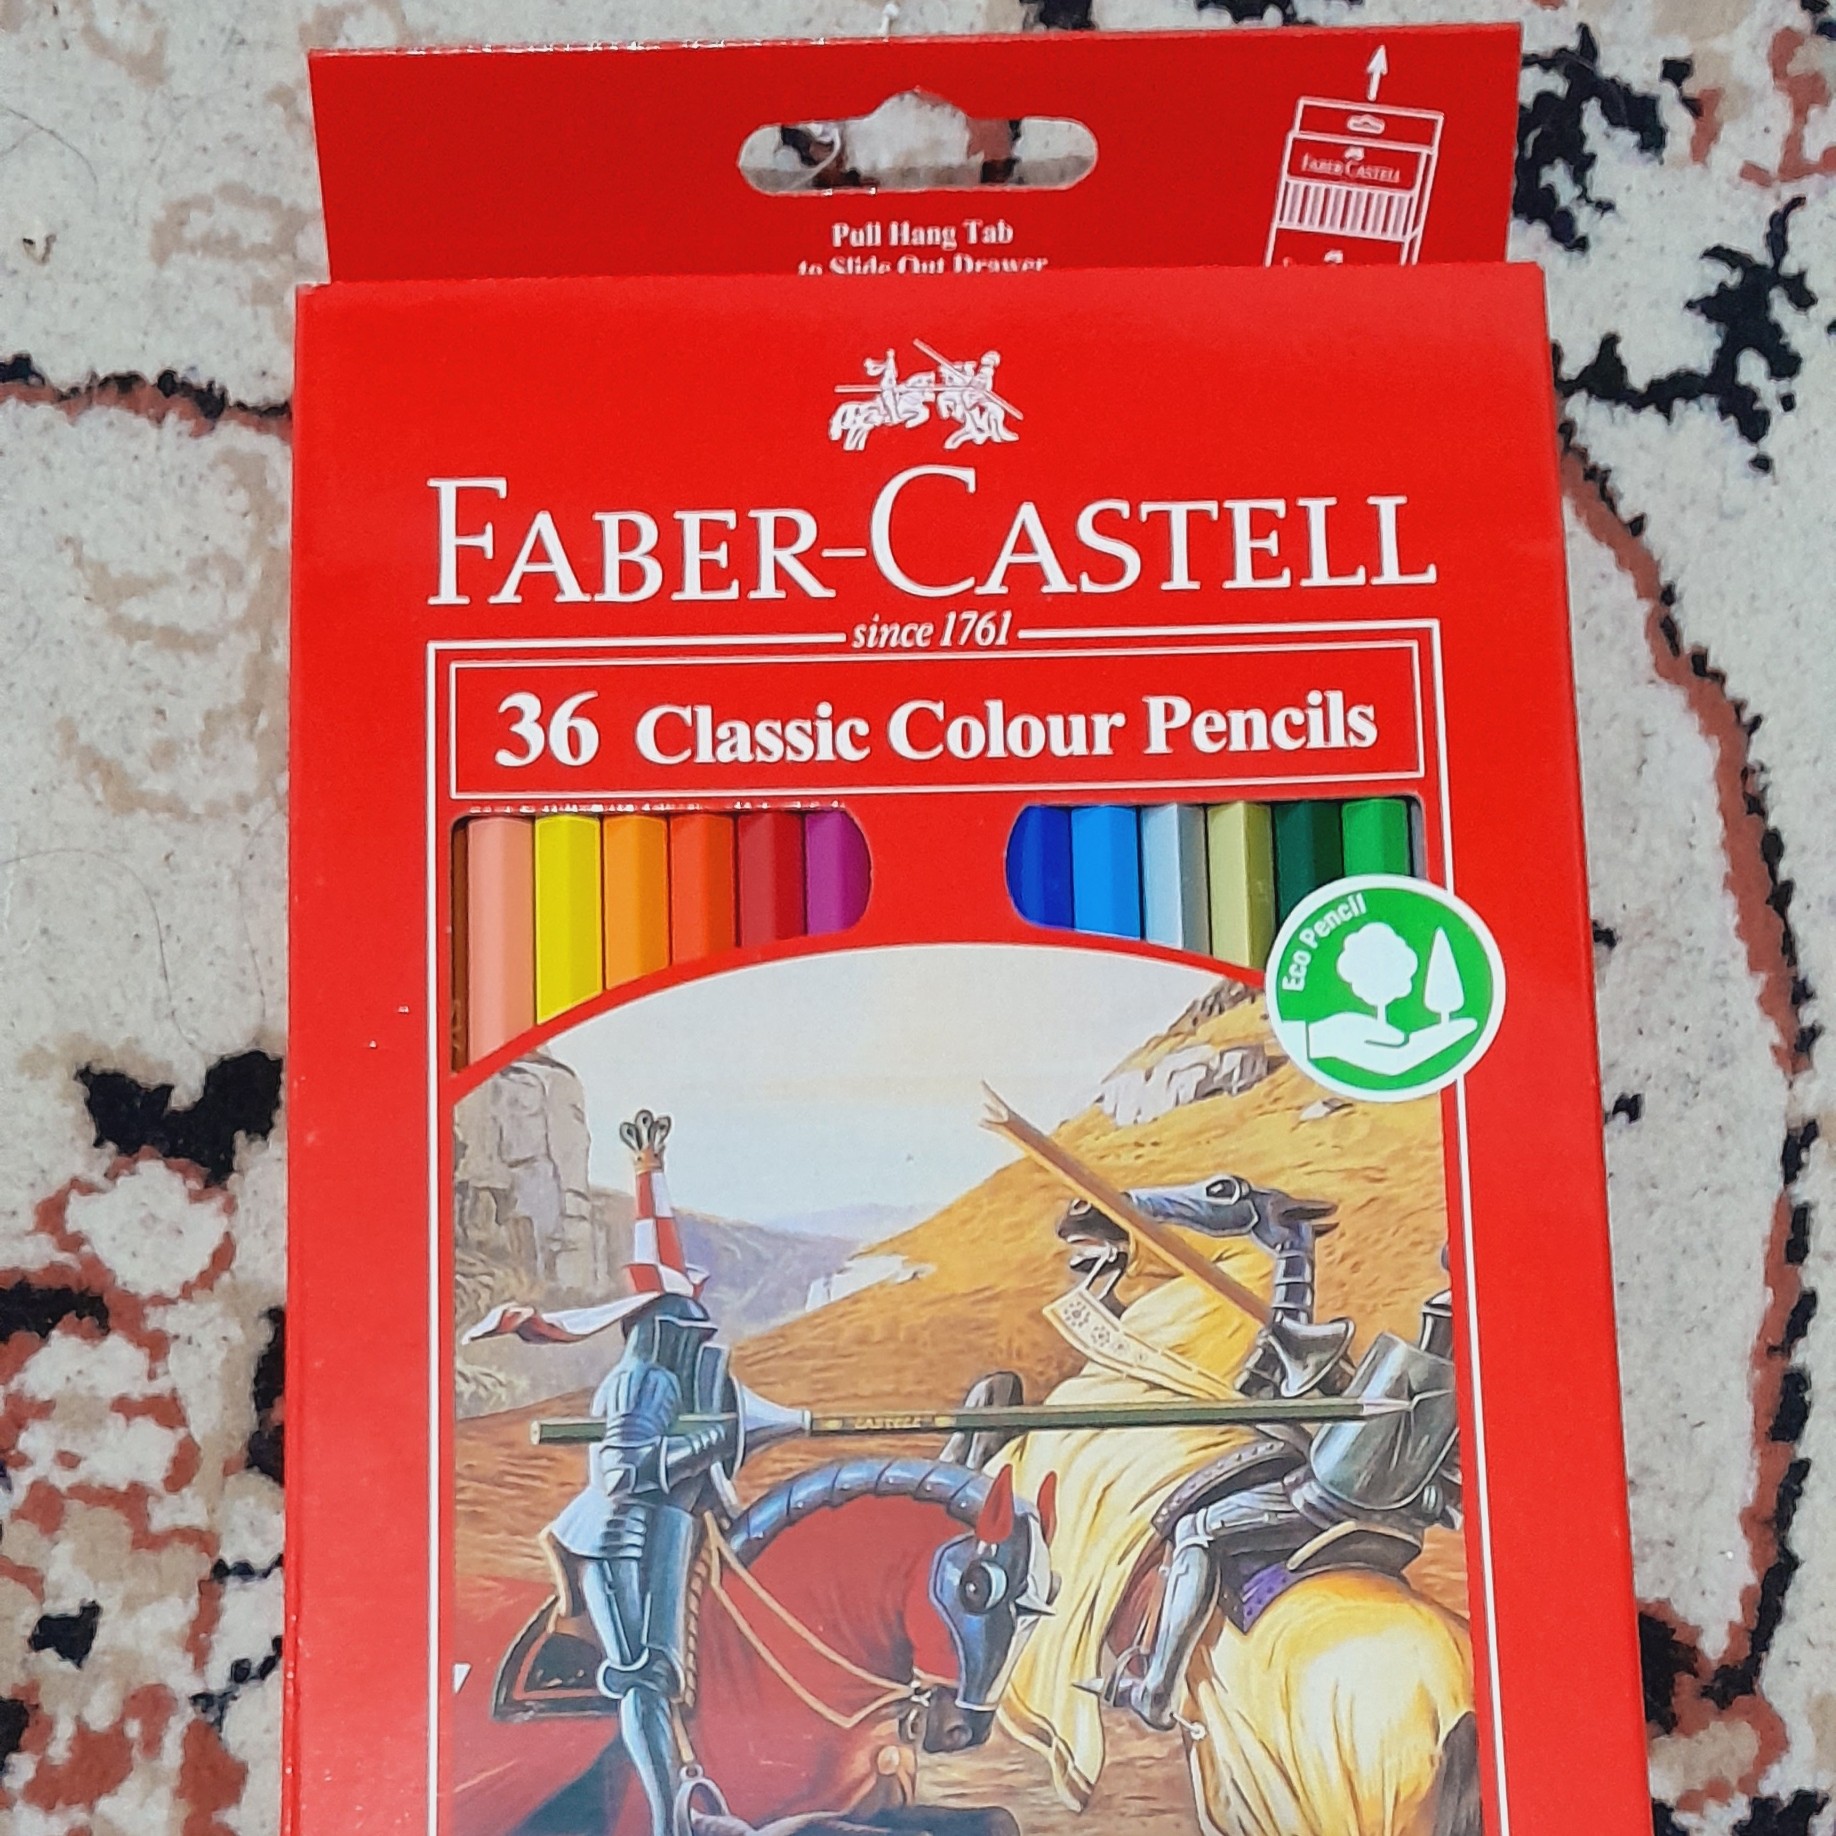 Pull Hang Tab
to Slide Out Drawer
FABER CASTELL
FABER-CASTELL
since 1761
36 Classic Colour Pencils
Eco Pencil
CASTELL